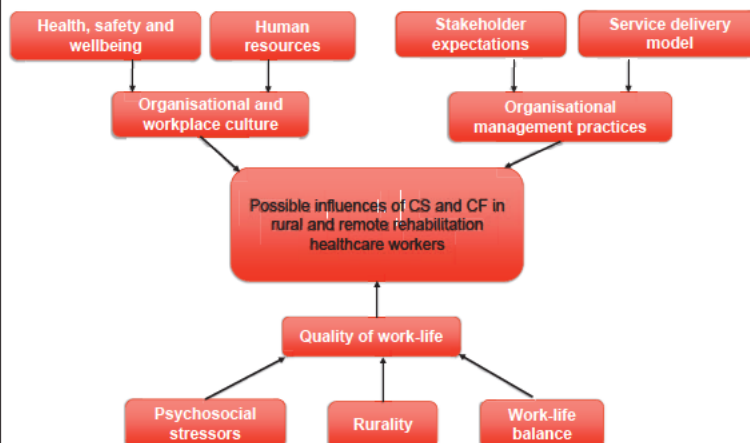 Health, safety and
wellbeing
Human
resources
Stakeholder
expectations
Service delivery
model
Organisational and
workplace culture
Organisational
management practices
Possible influences of CS and CF in
rural and remote rehabilitation
healthcare workers
Quality of work-life
Psychosocial
stressors
Rurality
Work-life
balance